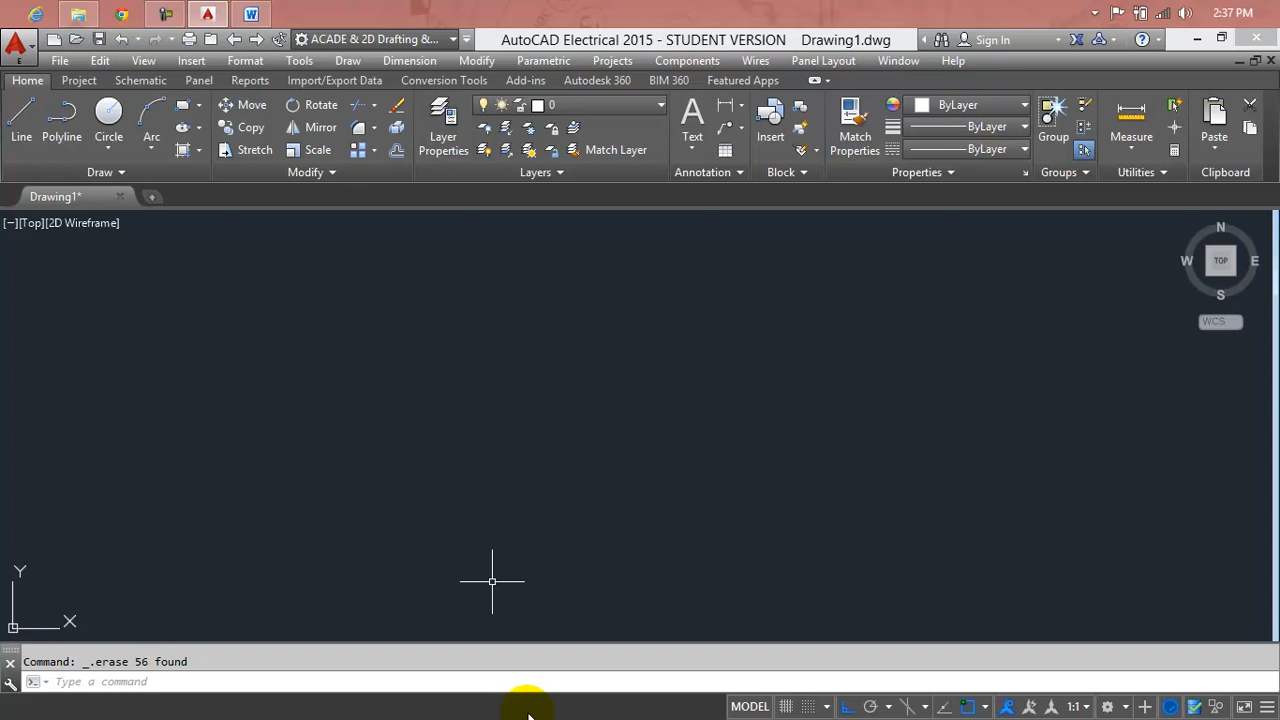 2:37 PM
ACADE & 2D Drafting &...
AutoCAD Electrical 2015 - STUDENT VERSION Drawing1.dwg
Sign In
E
File Edit View Insert Format Tools Draw Dimension Modify Parametric Projects Components Wires Panel Layout Window Help
Home Project Schematic Panel Reports Import/Export Data Conversion Tools Add-ins Autodesk 360 BIM 360 Featured Apps
Line Polyline Circle Arc
Move Rotate
Copy Mirror
Stretch Scale
Layer Properties
0
Match Layer
Text
Insert
Match Properties
ByLayer
ByLayer
ByLayer
Group
Measure
Paste
Draw Modify Layers Annotation Block Properties Groups Utilities Clipboard
Drawing1*
[−][Top][2D Wireframe]
N
W TOP E
S
WCS
Y
X
Command: _.erase 56 found
Type a command
MODEL 1:1